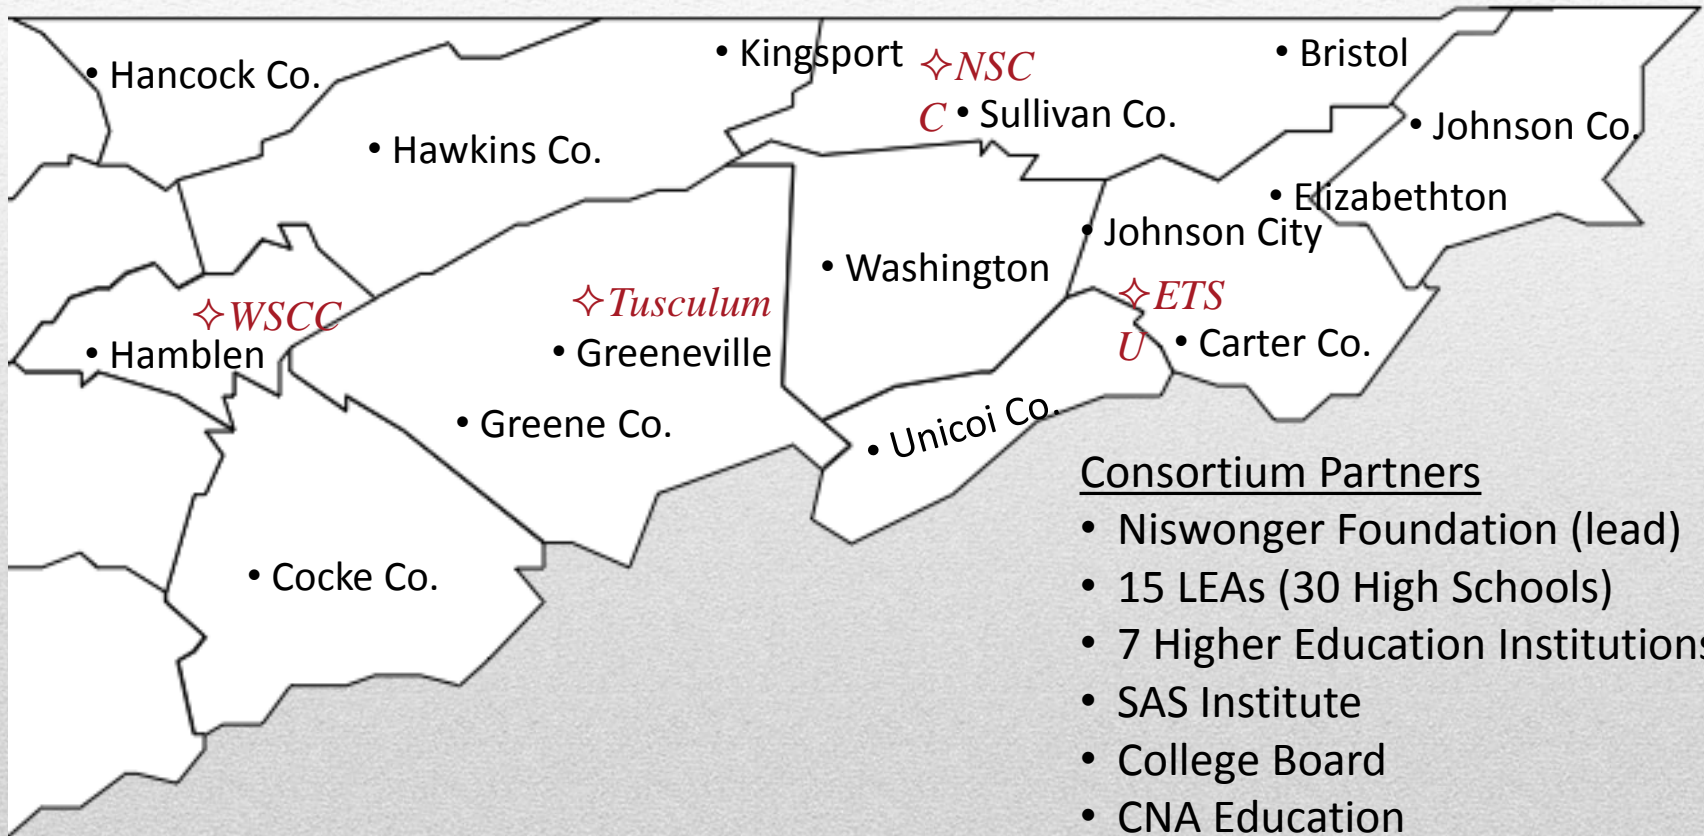 • Kingsport
✧NSC
C
• Bristol
• Hancock Co.
• Sullivan Co.
• Johnson Co.
• Hawkins Co.
• Elizabethton
• Johnson City
• Washington
✧WSCC
✧Tusculum
✧ETS
U
• Hamblen
• Greeneville
• Carter Co.
• Greene Co.
• Unicoi Co.
• Cocke Co.
Consortium Partners
• Niswonger Foundation (lead)
• 15 LEAs (30 High Schools)
• 7 Higher Education Institutions
• SAS Institute
• College Board
• CNA Education